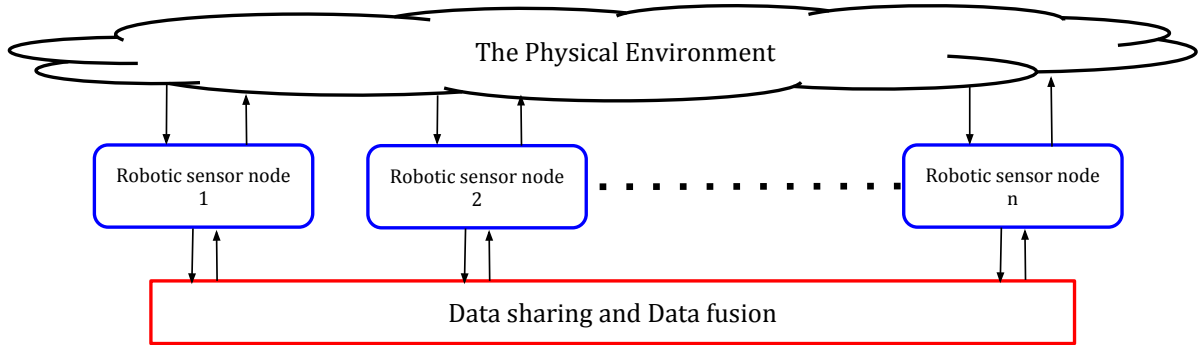 The Physical Environment
Robotic sensor node
1
Robotic sensor node
2
Robotic sensor node
n
Data sharing and Data fusion